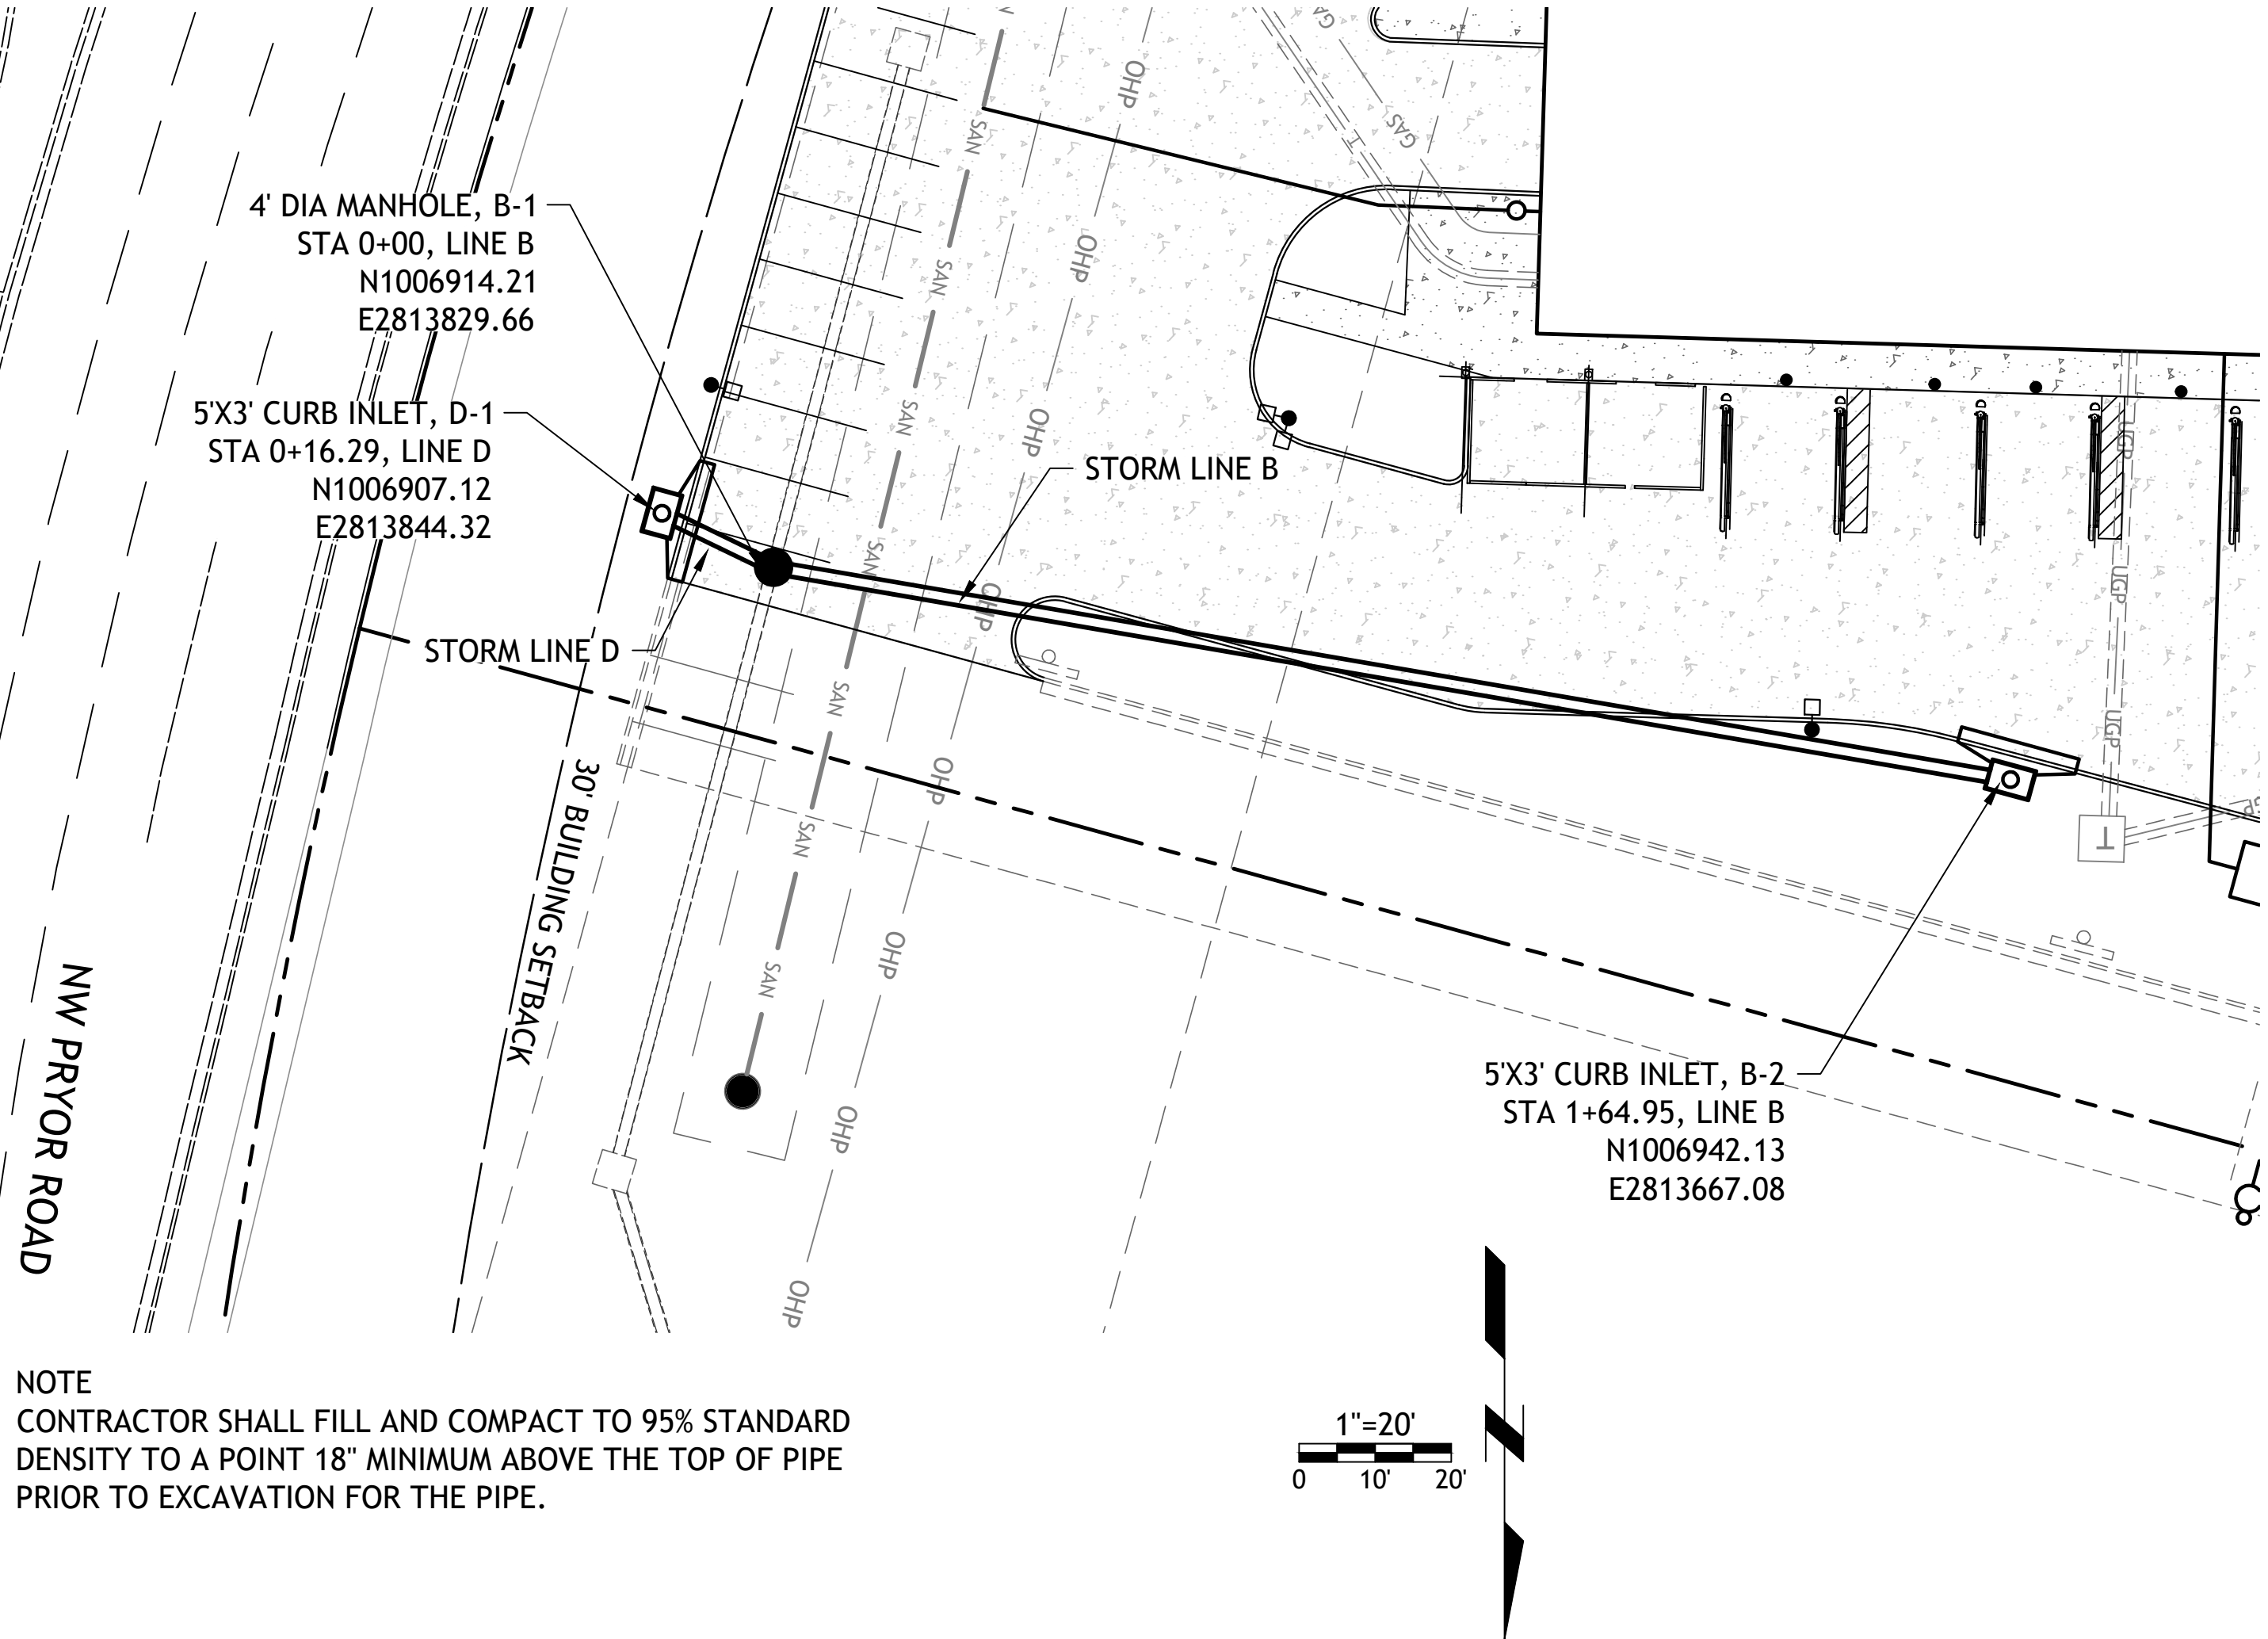 4' DIA MANHOLE, B-1
STA 0+00, LINE B
N1006914.21
E2813829.66
5'X3' CURB INLET, D-1
STA 0+16.29, LINE D
N1006907.12
E2813844.32
STORM LINE B
STORM LINE D
30' BUILDING SETBACK
NW PRYOR ROAD
5'X3' CURB INLET, B-2
STA 1+64.95, LINE B
N1006942.13
E2813667.08
SAN
SAN
SAN
SAN
SAN
SAN
SAN
SAN
OHP
OHP
OHP
OHP
OHP
OHP
OHP
OHP
GAS
T
UGP
UGP
UGP
T
NOTE
CONTRACTOR SHALL FILL AND COMPACT TO 95% STANDARD
DENSITY TO A POINT 18" MINIMUM ABOVE THE TOP OF PIPE
PRIOR TO EXCAVATION FOR THE PIPE.
1"=20'
0 10' 20'
N